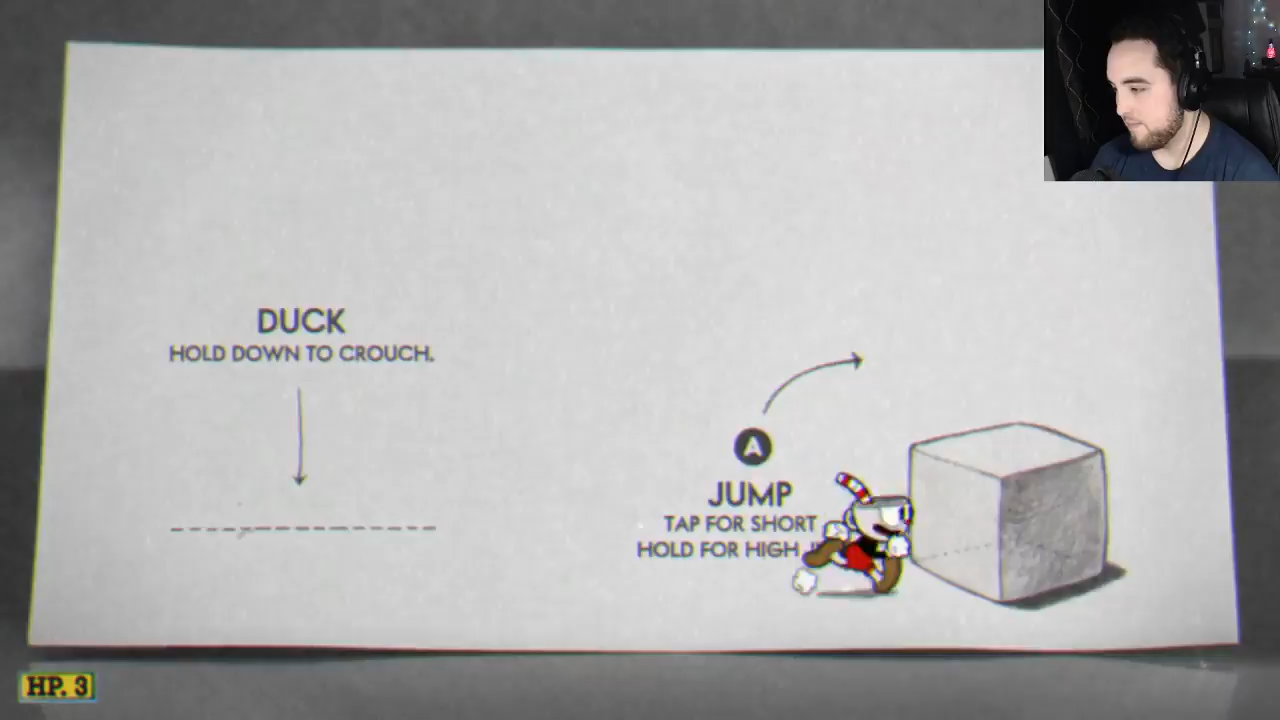 DUCK
HOLD DOWN TO CROUCH.
A
JUMP
TAP FOR SHORT
HOLD FOR HIGH
HP. 3